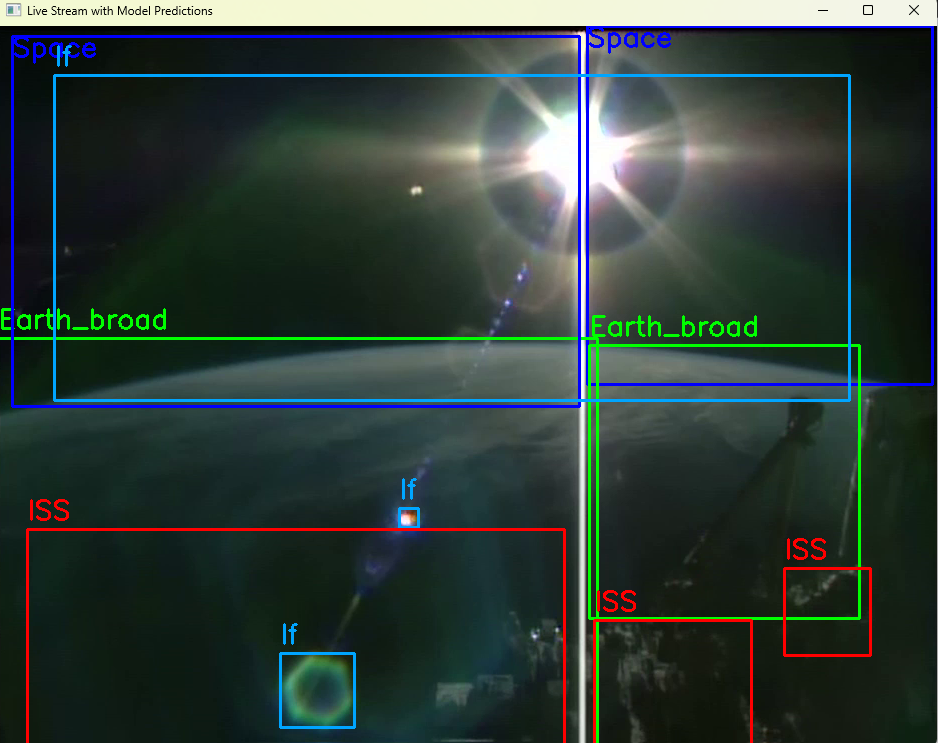 Live Stream with Model Predictions
Space
Space
lf
Earth_broad
Earth_broad
lf
ISS
ISS
ISS
lf